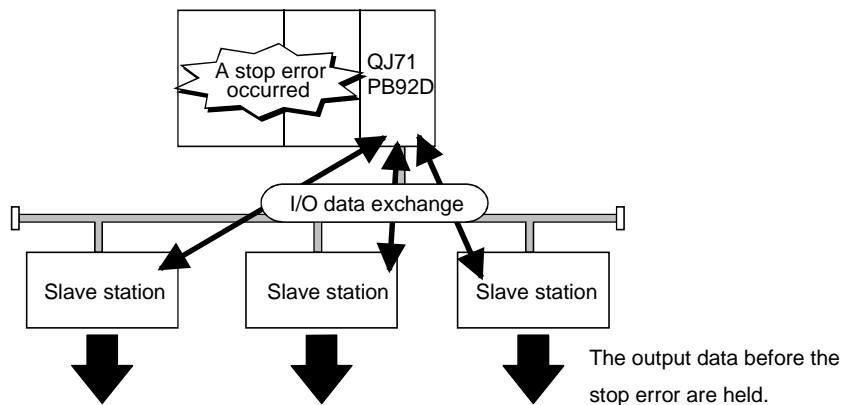 A stop error
occurred
QJ71
PB92D
I/O data exchange
Slave station
Slave station
Slave station
The output data before the
stop error are held.